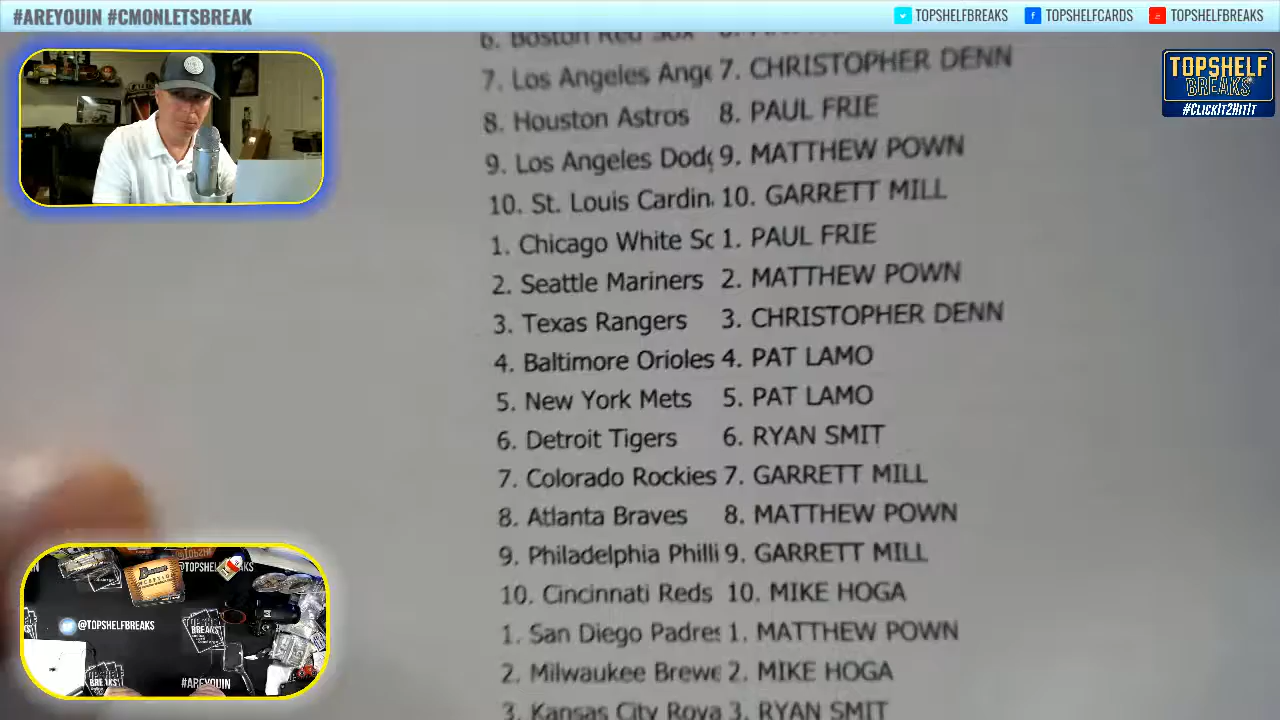 #AREYOUIN #CMONLETSBREAK
TOPSHELFBREAKS TOPSHELFCARDS TOPSHELFBREAKS
TOPSHELF
BREAKS
#CLICKIT2HITIT
6. Boston Red Sox
7. Los Angeles Ange 7. CHRISTOPHER DENN
8. Houston Astros 8. PAUL FRIE
9. Los Angeles Dodg 9. MATTHEW POWN
10. St. Louis Cardin 10. GARRETT MILL
1. Chicago White So 1. PAUL FRIE
2. Seattle Mariners 2. MATTHEW POWN
3. Texas Rangers 3. CHRISTOPHER DENN
4. Baltimore Orioles 4. PAT LAMO
5. New York Mets 5. PAT LAMO
6. Detroit Tigers 6. RYAN SMIT
7. Colorado Rockies 7. GARRETT MILL
8. Atlanta Braves 8. MATTHEW POWN
9. Philadelphia Philli 9. GARRETT MILL
10. Cincinnati Reds 10. MIKE HOGA
1. San Diego Padres 1. MATTHEW POWN
2. Milwaukee Brewe 2. MIKE HOGA
3. Kansas City Roya 3. RYAN SMIT
@TOPSHELFBREAKS
BREAKS
#AREYOUIN